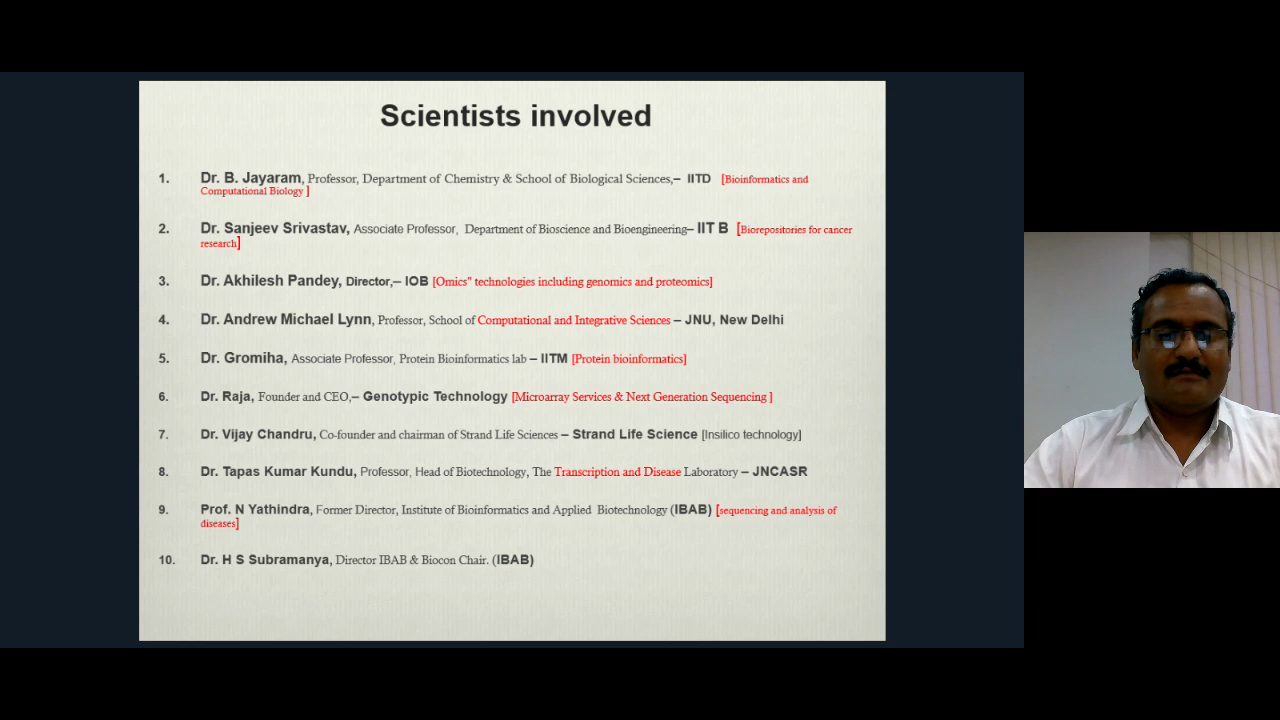 Scientists involved
1. Dr. B. Jayaram, Professor, Department of Chemistry & School of Biological Sciences,– IITD [Bioinformatics and
Computational Biology ]
2. Dr. Sanjeev Srivastav, Associate Professor, Department of Bioscience and Bioengineering– IIT B [Biorepositories for cancer
research]
3. Dr. Akhilesh Pandey, Director,– IOB [Omics" technologies including genomics and proteomics]
4. Dr. Andrew Michael Lynn, Professor, School of Computational and Integrative Sciences – JNU, New Delhi
5. Dr. Gromiha, Associate Professor, Protein Bioinformatics lab – IITM [Protein bioinformatics]
6. Dr. Raja, Founder and CEO,– Genotypic Technology [Microarray Services & Next Generation Sequencing ]
7. Dr. Vijay Chandru, Co-founder and chairman of Strand Life Sciences – Strand Life Science [Insilico technology]
8. Dr. Tapas Kumar Kundu, Professor, Head of Biotechnology, The Transcription and Disease Laboratory – JNCASR
9. Prof. N Yathindra, Former Director, Institute of Bioinformatics and Applied Biotechnology (IBAB) [sequencing and analysis of
diseases]
10. Dr. H S Subramanya, Director IBAB & Biocon Chair. (IBAB)